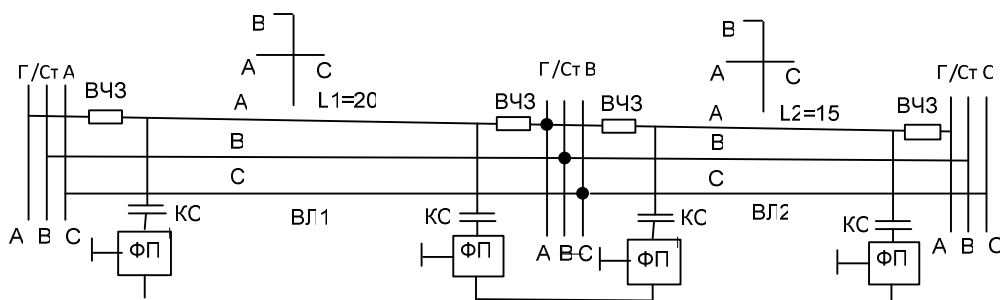 В
В
А
С
А
С
Г/Ст А
Г/Ст В
Г/Ст С
ВЧЗ
А
L1=20
ВЧЗ
ВЧЗ
А
L2=15
ВЧЗ
В
В
С
С
КС
ВЛ1
КС
КС
ВЛ2
КС
А
В
С
ФП
ФП
А
В
С
ФП
ФП
А
В
С